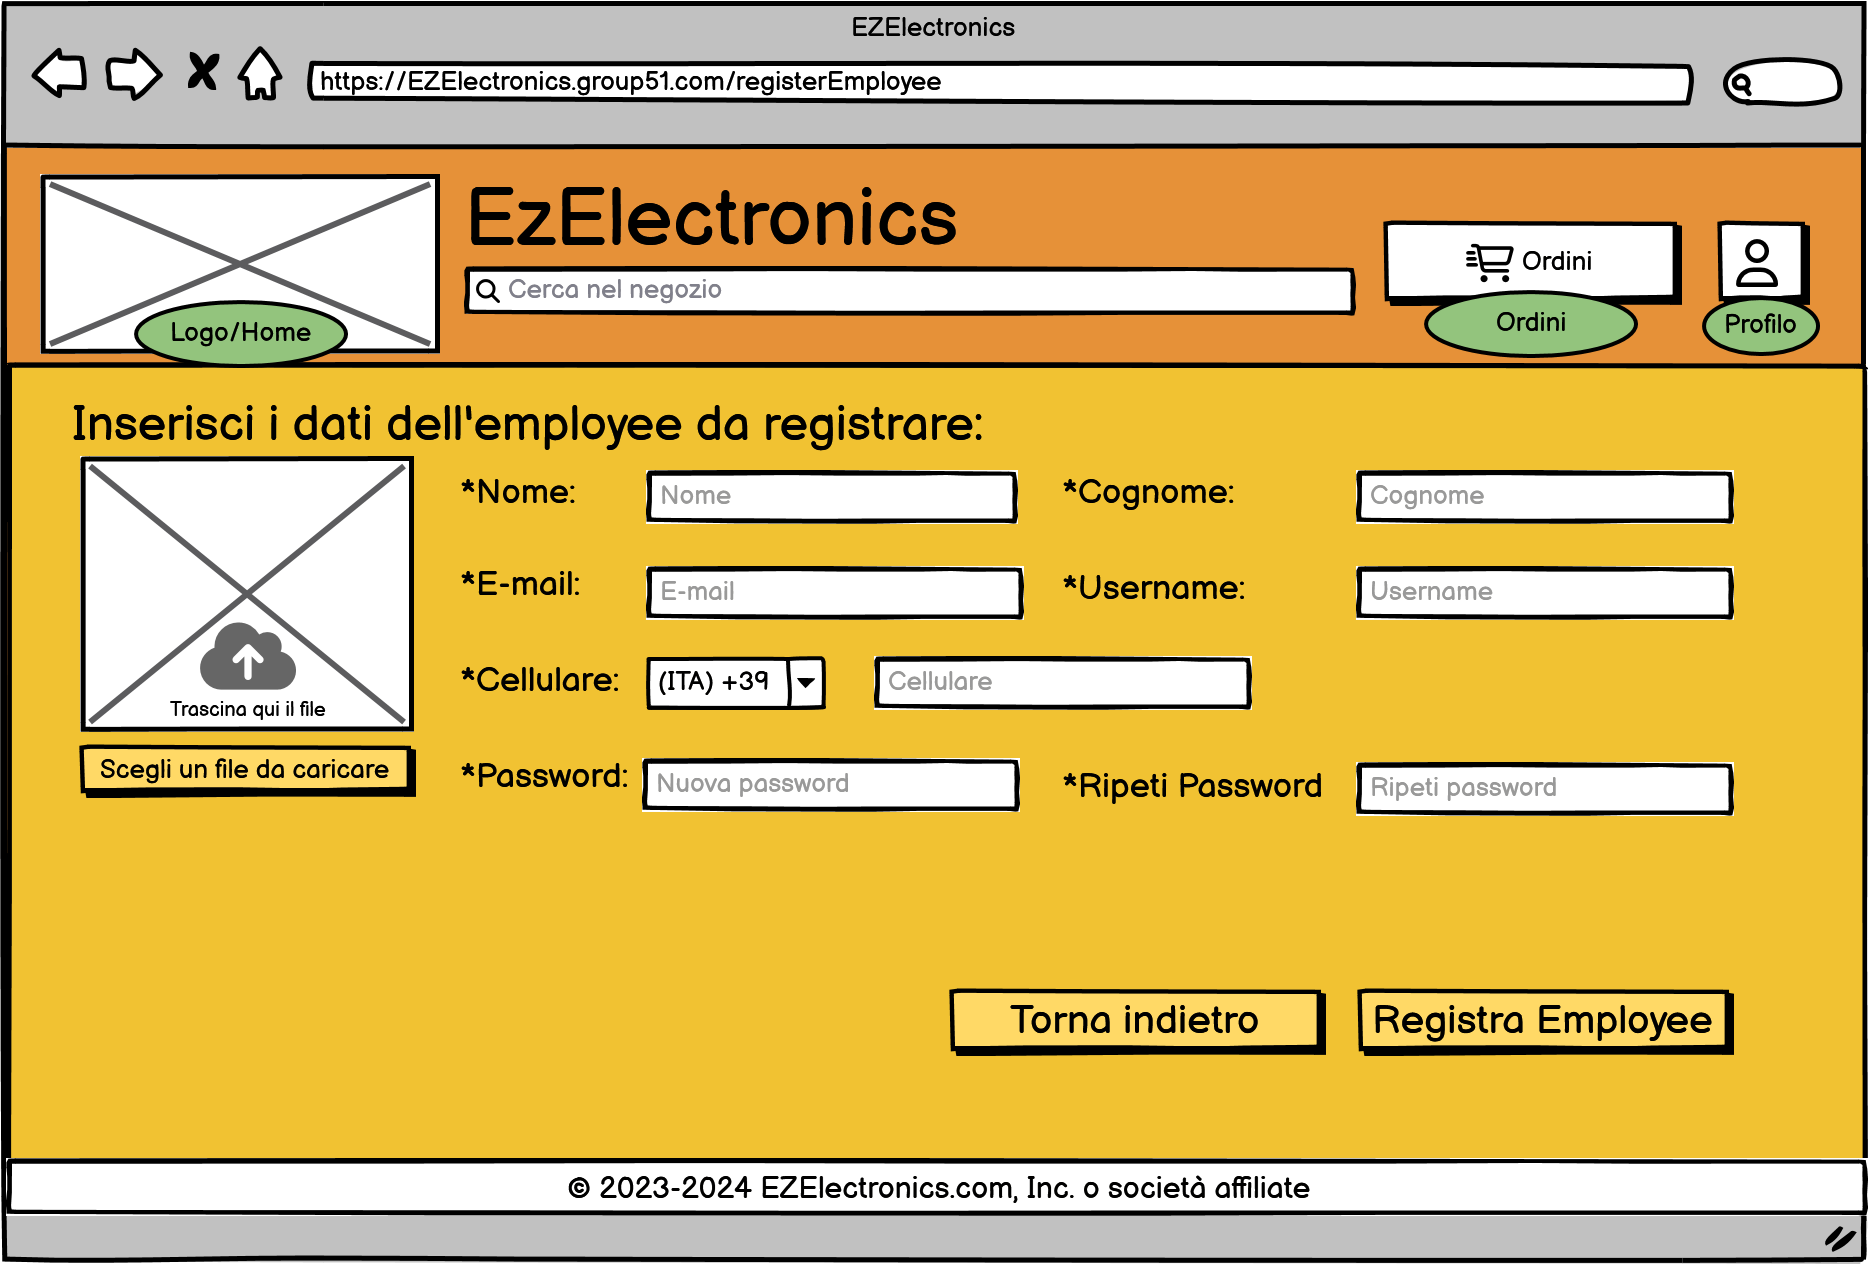 EZElectronics
https://EZElectronics.group51.com/registerEmployee
EzElectronics
Cerca nel negozio
Ordini
Logo/Home
Ordini
Profilo
Inserisci i dati dell'employee da registrare:
*Nome:
Nome
*Cognome:
Cognome
*E-mail:
E-mail
*Username:
Username
*Cellulare:
(ITA) +39
Cellulare
Trascina qui il file
Scegli un file da caricare
*Password:
Nuova password
*Ripeti Password
Ripeti password
Torna indietro
Registra Employee
© 2023-2024 EZElectronics.com, Inc. o società affiliate